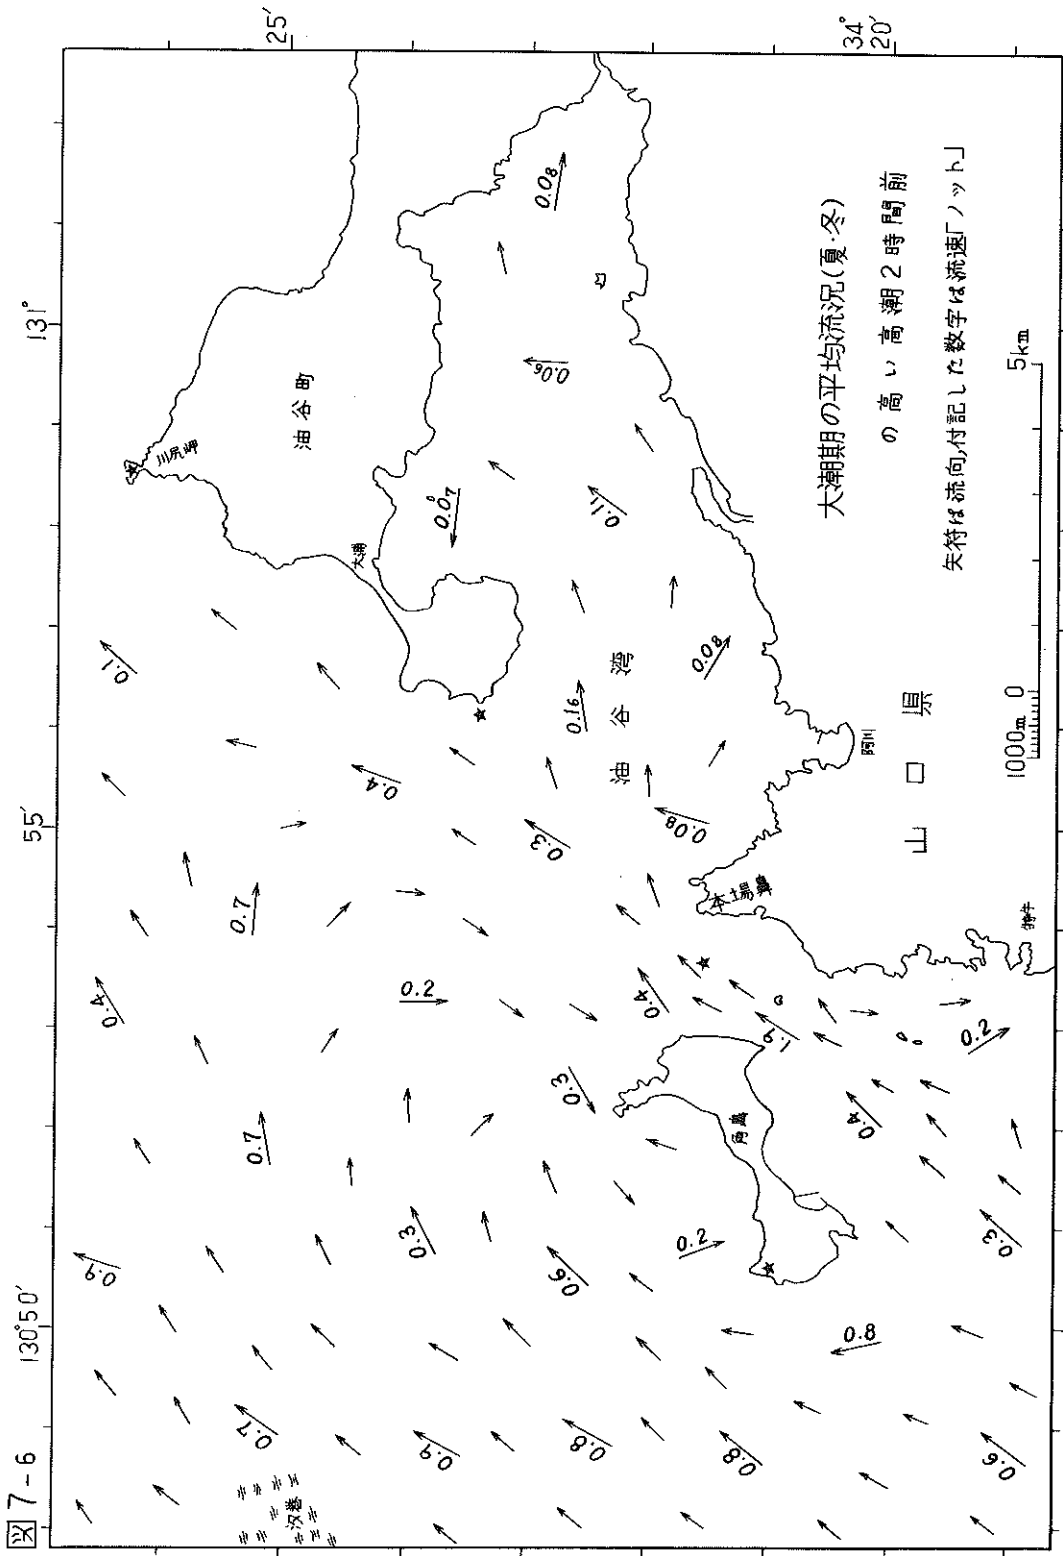 図 7-6
130°50′
55′
131°
25′
34°
20′
0.9
0.4
0.1
0.7
0.7
0.7
汐巻
川尻岬
油谷町
大浦
0.9
0.3
0.2
0.4
0.07
0.8
0.6
0.3
0.3
0.16
0.11
0.06
0.08
油谷湾
0.8
0.2
0.4
0.08
0.08
本場鼻
角島
1.9
0.8
0.4
0.2
阿川
特牛
山口県
0.6
0.3
大潮期の平均流況(夏・冬)
の高い高潮2時間前
矢符は流向,付記した数字は流速「ノット」
1000m 0 5km